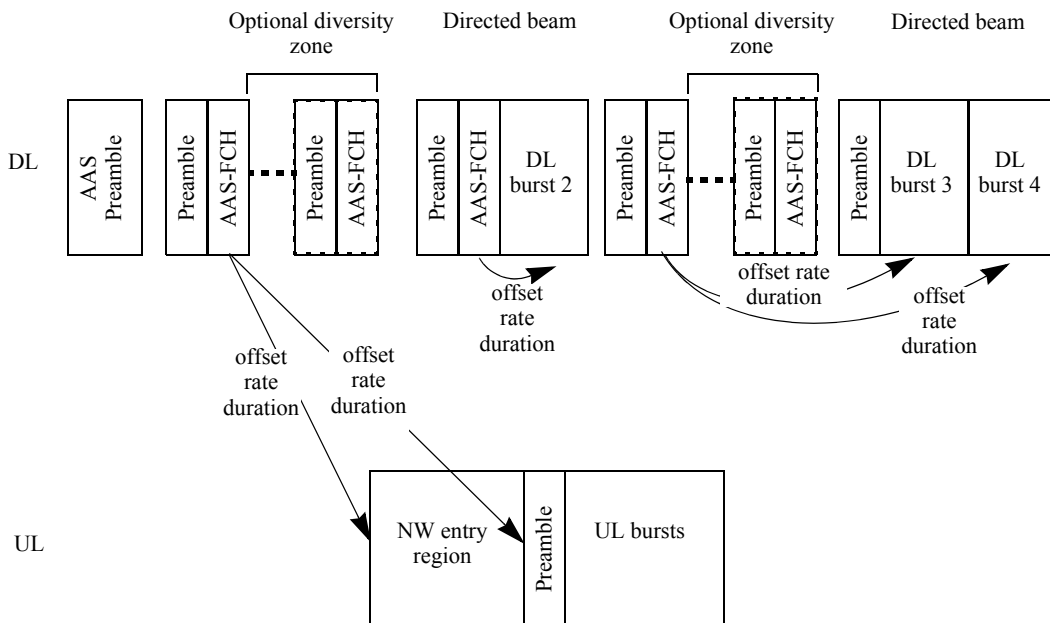 Optional diversity
zone
Directed beam
Optional diversity
zone
Directed beam
DL
AAS
Preamble
Preamble
AAS-FCH
Preamble
AAS-FCH
Preamble
AAS-FCH
DL
burst 2
Preamble
AAS-FCH
Preamble
AAS-FCH
Preamble
DL
burst 3
DL
burst 4
offset
rate
duration
offset rate
duration
offset
rate
duration
offset
rate
duration
offset
rate
duration
UL
NW entry
region
Preamble
UL bursts